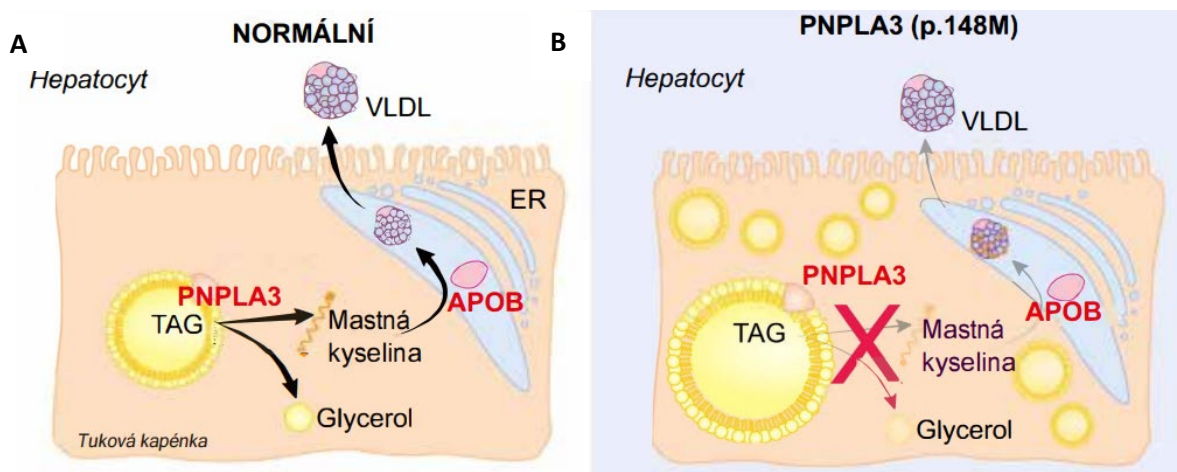 A
NORMÁLNÍ
Hepatocyt
VLDL
ER
PNPLA3
TAG
APOB
Mastná
kyselina
Glycerol
Tuková kapénka
B
PNPLA3 (p.148M)
Hepatocyt
VLDL
PNPLA3
TAG
APOB
Mastná
kyselina
Glycerol